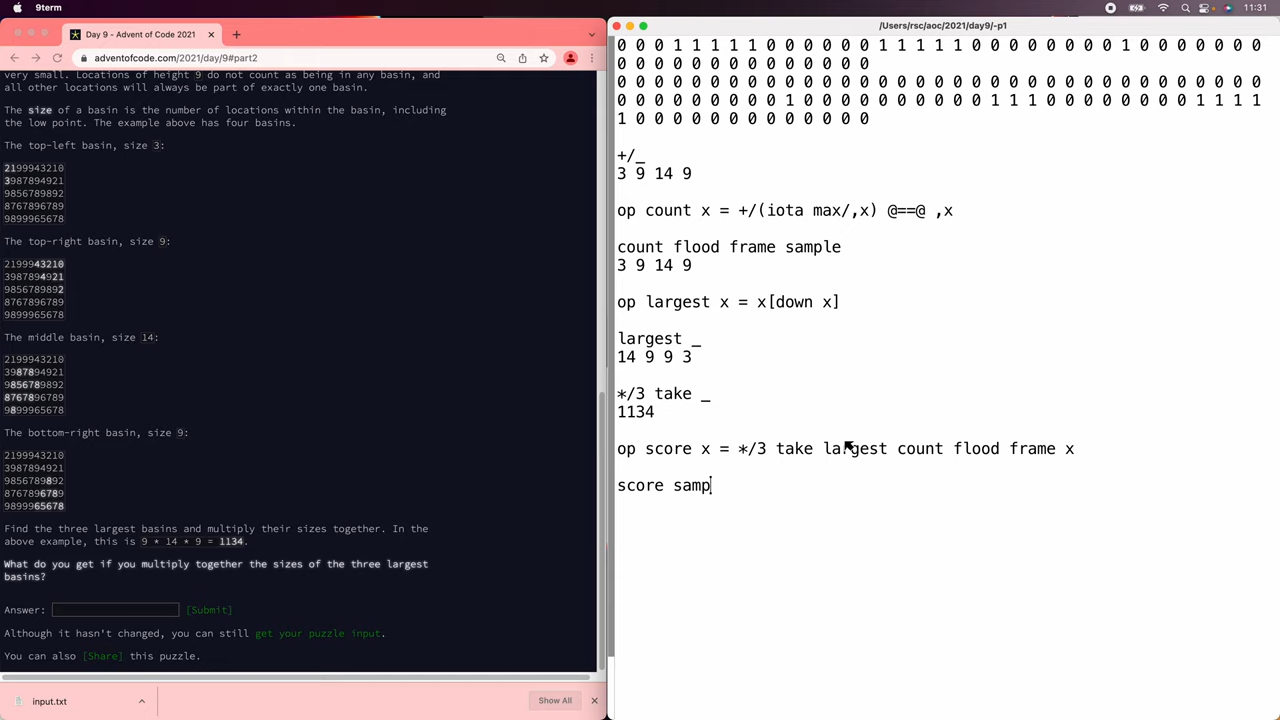 9term
11:31
Day 9 - Advent of Code 2021
adventofcode.com/2021/day/9#part2
very small. Locations of height 9 do not count as being in any basin, and
all other locations will always be part of exactly one basin.
The size of a basin is the number of locations within the basin, including
the low point. The example above has four basins.
The top-left basin, size 3:
2199943210
3987894921
9856789892
8767896789
9899965678
The top-right basin, size 9:
2199943210
3987894921
9856789892
8767896789
9899965678
The middle basin, size 14:
2199943210
3987894921
9856789892
8767896789
9899965678
The bottom-right basin, size 9:
2199943210
3987894921
9856789892
8767896789
9899965678
Find the three largest basins and multiply their sizes together. In the
above example, this is 9 * 14 * 9 = 1134.
What do you get if you multiply together the sizes of the three largest
basins?
Answer: [Submit]
Although it hasn't changed, you can still get your puzzle input.
You can also [Share] this puzzle.
input.txt
Show All
/Users/rsc/aoc/2021/day9/-p1
0 0 0 1 1 1 1 1 0 0 0 0 0 0 1 1 1 1 1 0 0 0 0 0 0 0 0 1 0 0 0 0 0 0 0
0 0 0 0 0 0 0 0 0 0 0 0 0 0
0 0 0 0 0 0 0 0 0 0 0 0 0 0 0 0 0 0 0 0 0 0 0 0 0 0 0 0 0 0 0 0 0 0 0
0 0 0 0 0 0 0 0 0 1 0 0 0 0 0 0 0 0 0 0 1 1 1 0 0 0 0 0 0 0 0 1 1 1 1
1 0 0 0 0 0 0 0 0 0 0 0 0 0
+/_
3 9 14 9
op count x = +/(iota max/,x) @==@ ,x
count flood frame sample
3 9 14 9
op largest x = x[down x]
largest _
14 9 9 3
*/3 take _
1134
op score x = */3 take largest count flood frame x
score samp